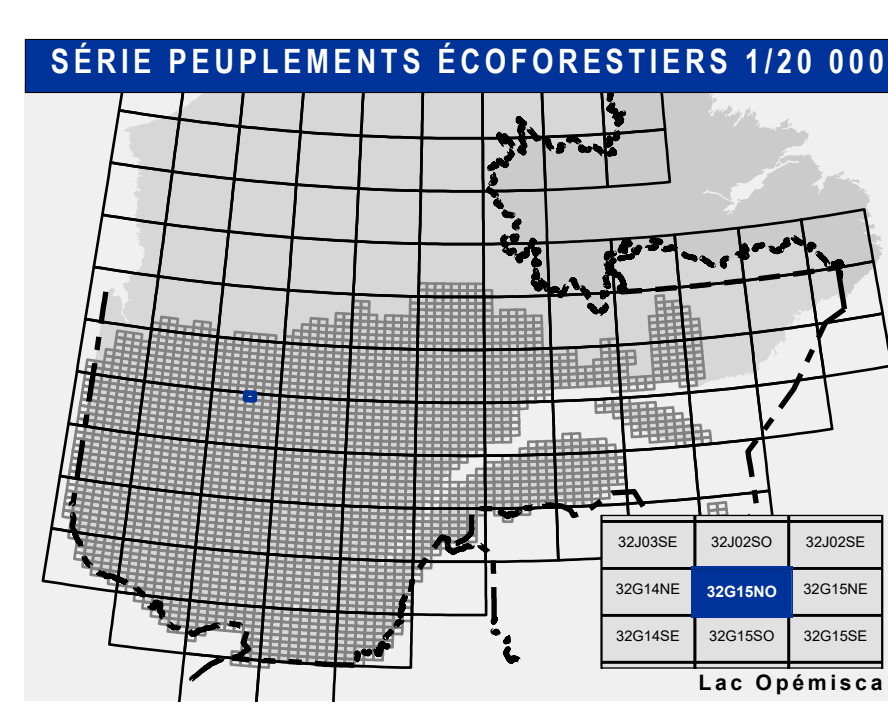 SÉRIE PEUPLEMENTS ÉCOFORESTIERS 1/20 000
32J03SE 32J02SO 32J02SE
32G14NE 32G15NO 32G15NE
32G14SE 32G15SO 32G15SE
Lac Opémisca